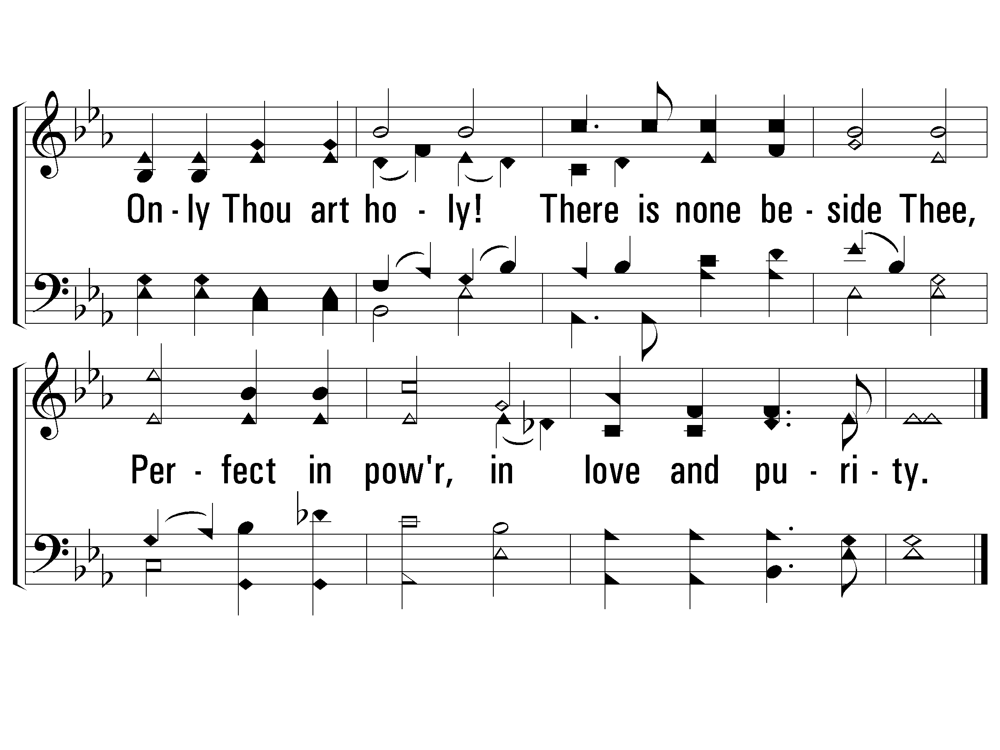 On - ly Thou art ho - ly! There is none be - side Thee,
Per - fect in pow'r, in love and pu - ri - ty.